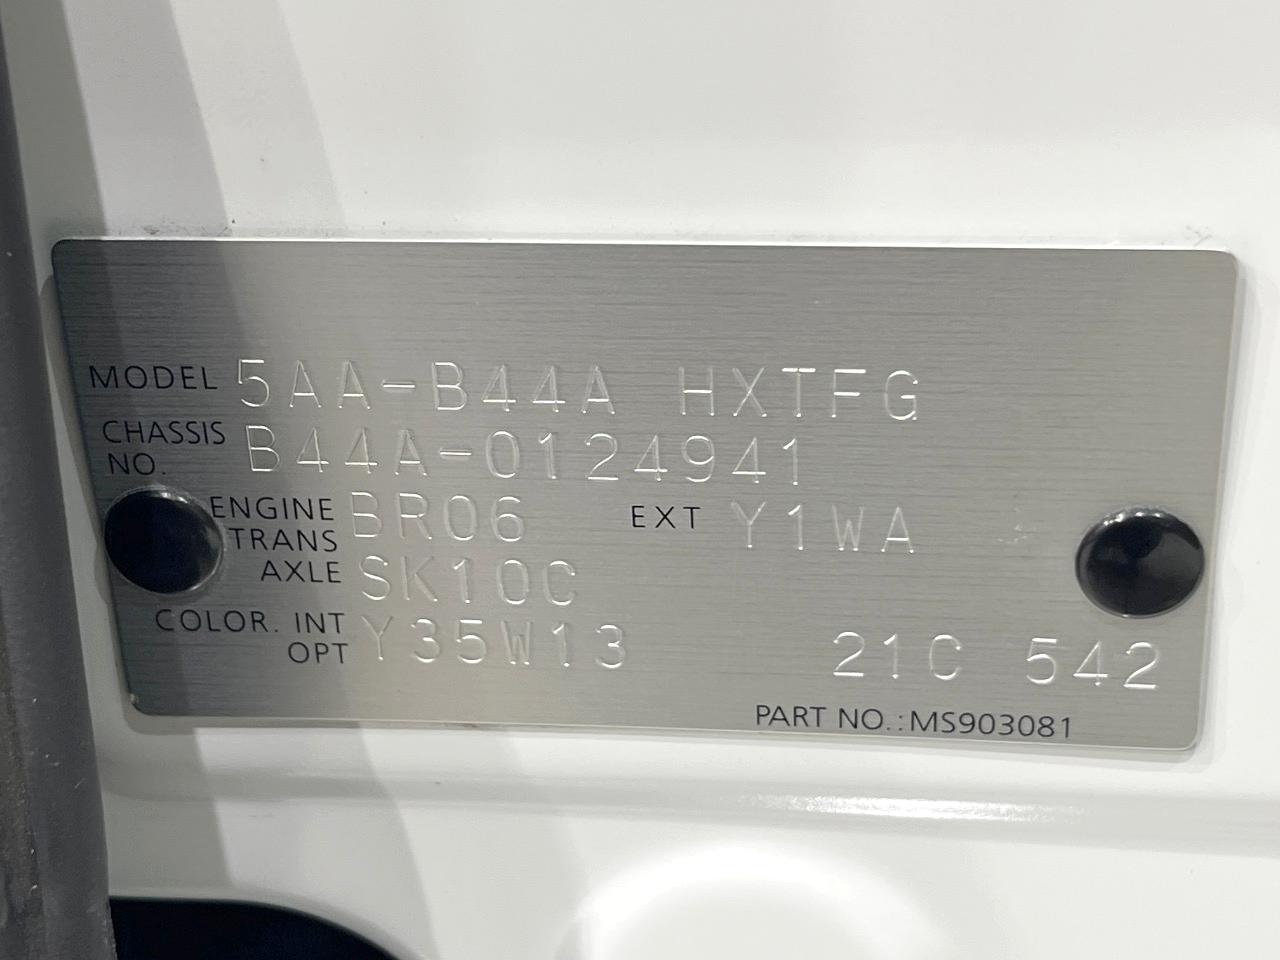 MODEL 5AA-B44A HXTFG
CHASSIS NO. B44A-0124941
ENGINE BR06 EXT Y1WA
TRANS AXLE SK10C
COLOR. INT OPT Y35W13 21C 542
PART NO.:MS903081